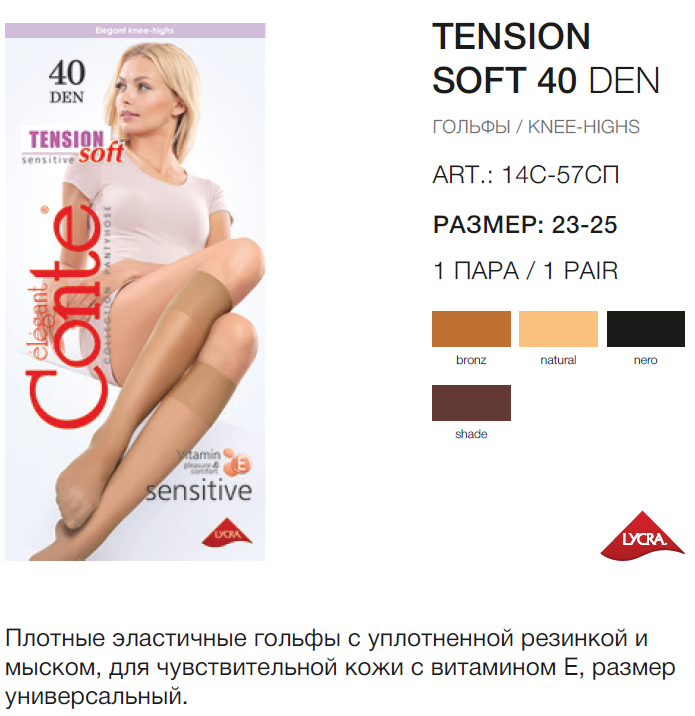 Elegant knee-highs
40
DEN
TENSION
sensitive soft
Conte®
élégant
COLLECTION PANTYHOSE
Vitamin
pleasure &
comfort
E
sensitive
LYCRA
TENSION
SOFT 40 DEN
ГОЛЬФЫ / KNEE-HIGHS
ART.: 14С-57СП
РАЗМЕР: 23-25
1 ПАРА / 1 PAIR
bronz natural nero
shade
LYCRA
Плотные эластичные гольфы с уплотненной резинкой и
мыском, для чувствительной кожи с витамином Е, размер
универсальный.